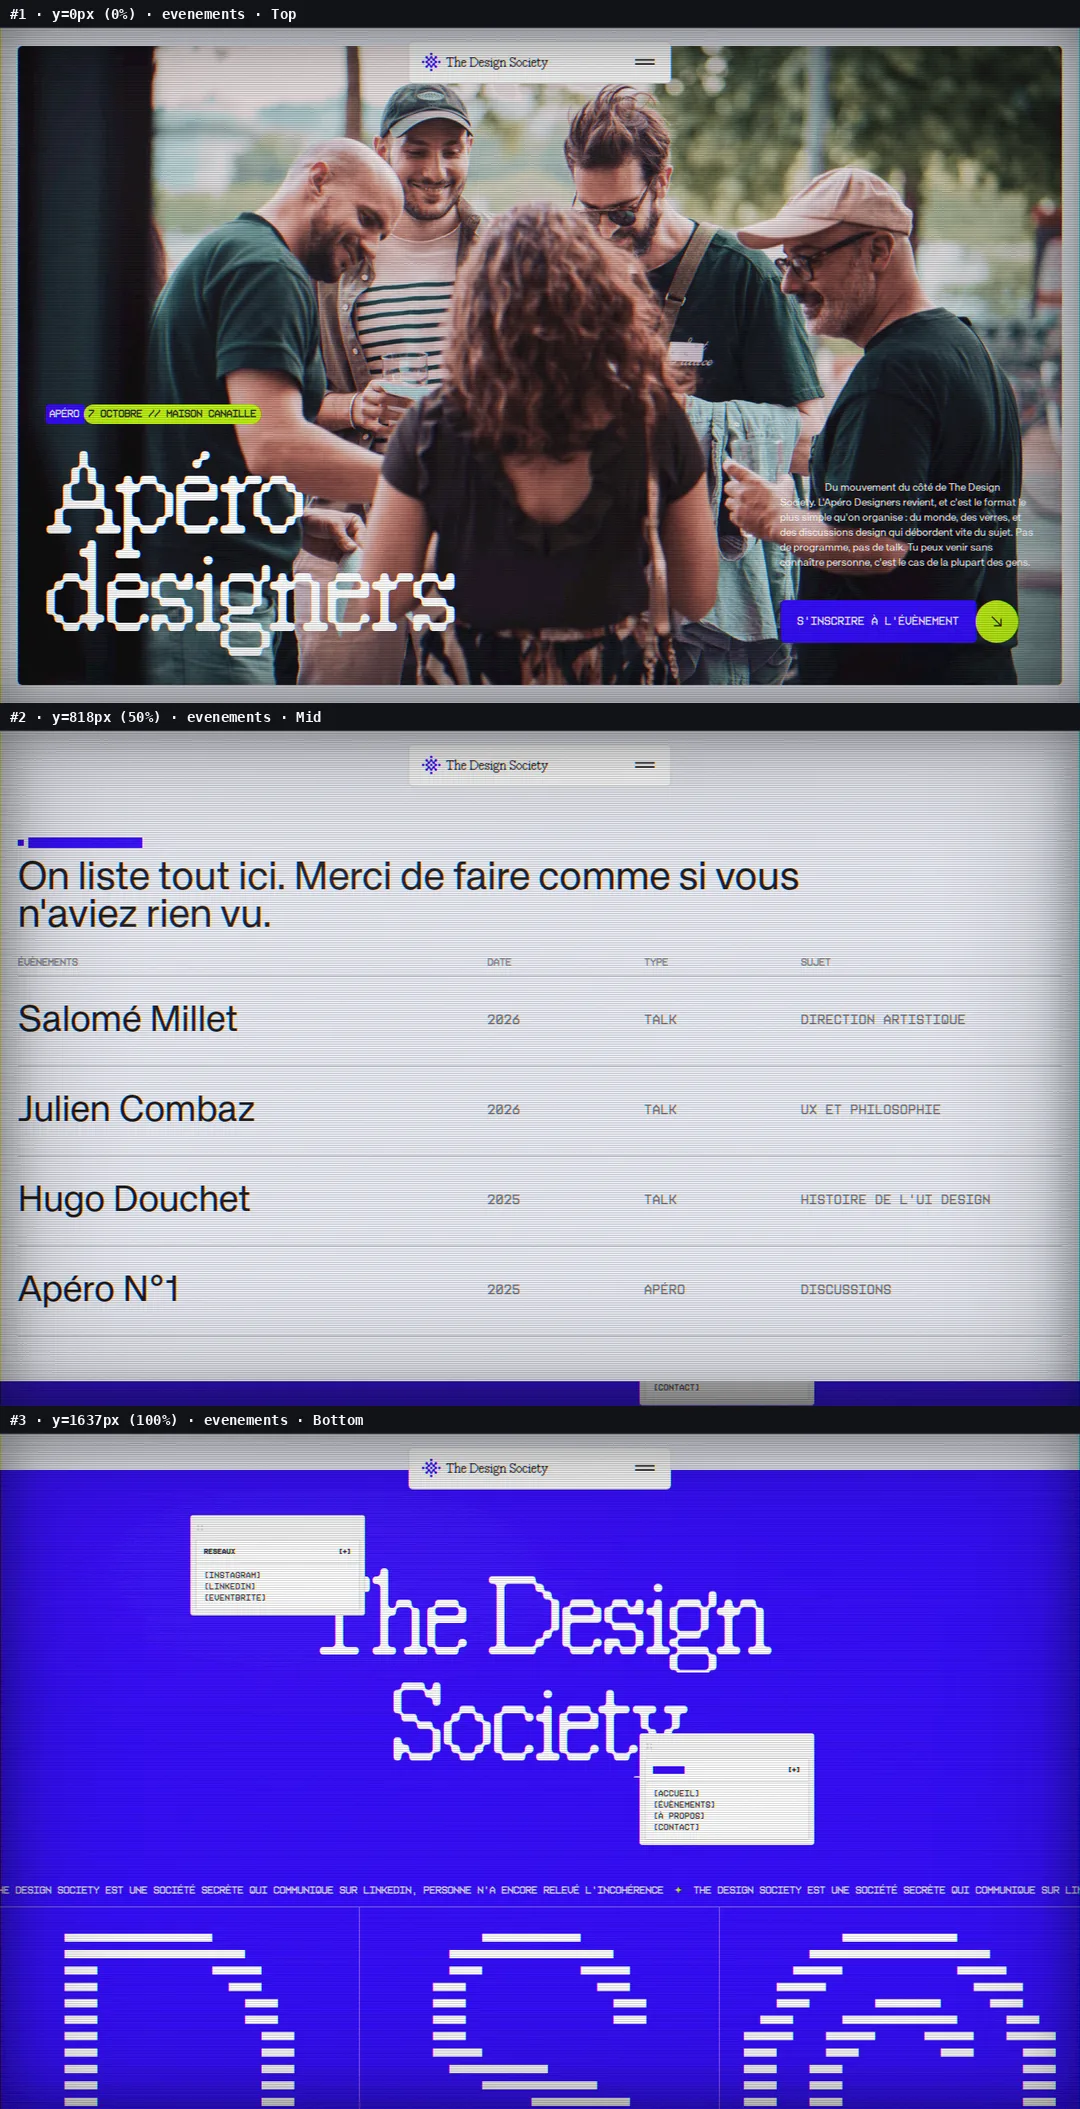 #1 · y=0px (0%) · evenements · Top
The Design Society
APÉRO 7 OCTOBRE // MAISON CANAILLE
Apéro
designers
Du mouvement du côté de The Design
Society. L'Apéro Designers revient, et c'est le format le
plus simple qu'on organise : du monde, des verres, et
des discussions design qui débordent vite du sujet. Pas
de programme, pas de talk. Tu peux venir sans
connaître personne, c'est le cas de la plupart des gens.
S'INSCRIRE À L'ÉVÈNEMENT
#2 · y=818px (50%) · evenements · Mid
The Design Society
On liste tout ici. Merci de faire comme si vous
n'aviez rien vu.
ÉVÈNEMENTS DATE TYPE SUJET
Salomé Millet 2026 TALK DIRECTION ARTISTIQUE
Julien Combaz 2026 TALK UX ET PHILOSOPHIE
Hugo Douchet 2025 TALK HISTOIRE DE L'UI DESIGN
Apéro N°1 2025 APÉRO DISCUSSIONS
[CONTACT]
#3 · y=1637px (100%) · evenements · Bottom
The Design Society
RESEAUX [+]
[INSTAGRAM]
[LINKEDIN]
[EVENTBRITE]
The Design
Society
[+]
[ACCUEIL]
[ÉVÈNEMENTS]
[À PROPOS]
[CONTACT]
HE DESIGN SOCIETY EST UNE SOCIÉTÉ SECRÈTE QUI COMMUNIQUE SUR LINKEDIN, PERSONNE N'A ENCORE RELEVÉ L'INCOHÉRENCE ✦ THE DESIGN SOCIETY EST UNE SOCIÉTÉ SECRÈTE QUI COMMUNIQUE SUR LIN